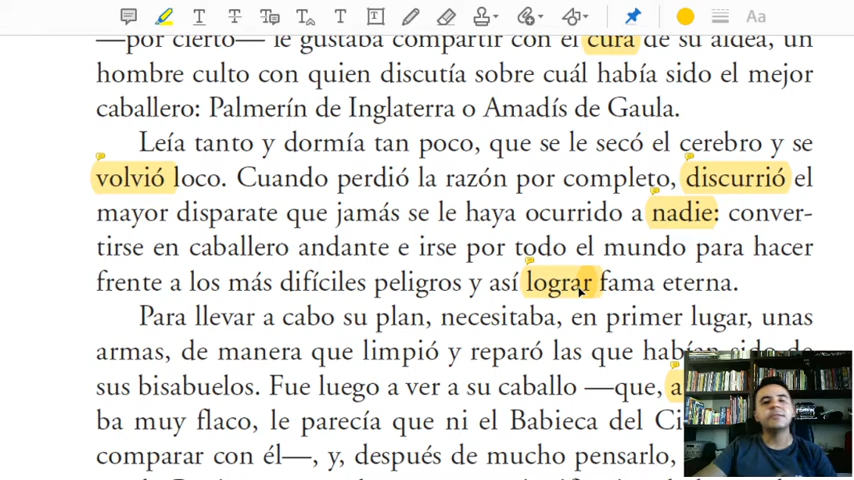 —por cierto— le gustaba compartir con el cura de su aldea, un
hombre culto con quien discutía sobre cuál había sido el mejor
caballero: Palmerín de Inglaterra o Amadís de Gaula.
Leía tanto y dormía tan poco, que se le secó el cerebro y se
volvió loco. Cuando perdió la razón por completo, discurrió el
mayor disparate que jamás se le haya ocurrido a nadie: conver-
tirse en caballero andante e irse por todo el mundo para hacer
frente a los más difíciles peligros y así lograr fama eterna.
Para llevar a cabo su plan, necesitaba, en primer lugar, unas
armas, de manera que limpió y reparó las que habían sido de
sus bisabuelos. Fue luego a ver a su caballo —que, a
ba muy flaco, le parecía que ni el Babieca del Ci
comparar con él—, y, después de mucho pensarlo,